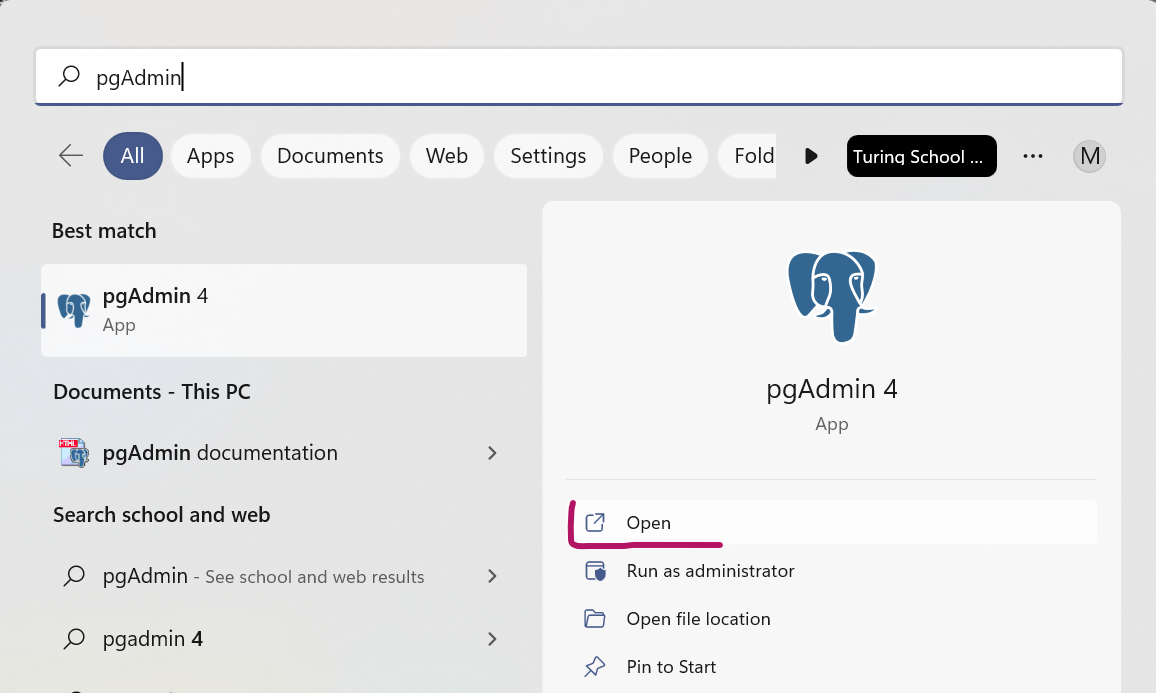 pgAdmin
All Apps Documents Web Settings People Fold Turing School ... M
Best match
pgAdmin 4
App
Documents - This PC
HTML
pgAdmin documentation
Search school and web
pgAdmin - See school and web results
pgadmin 4
pgAdmin 4
App
Open
Run as administrator
Open file location
Pin to Start